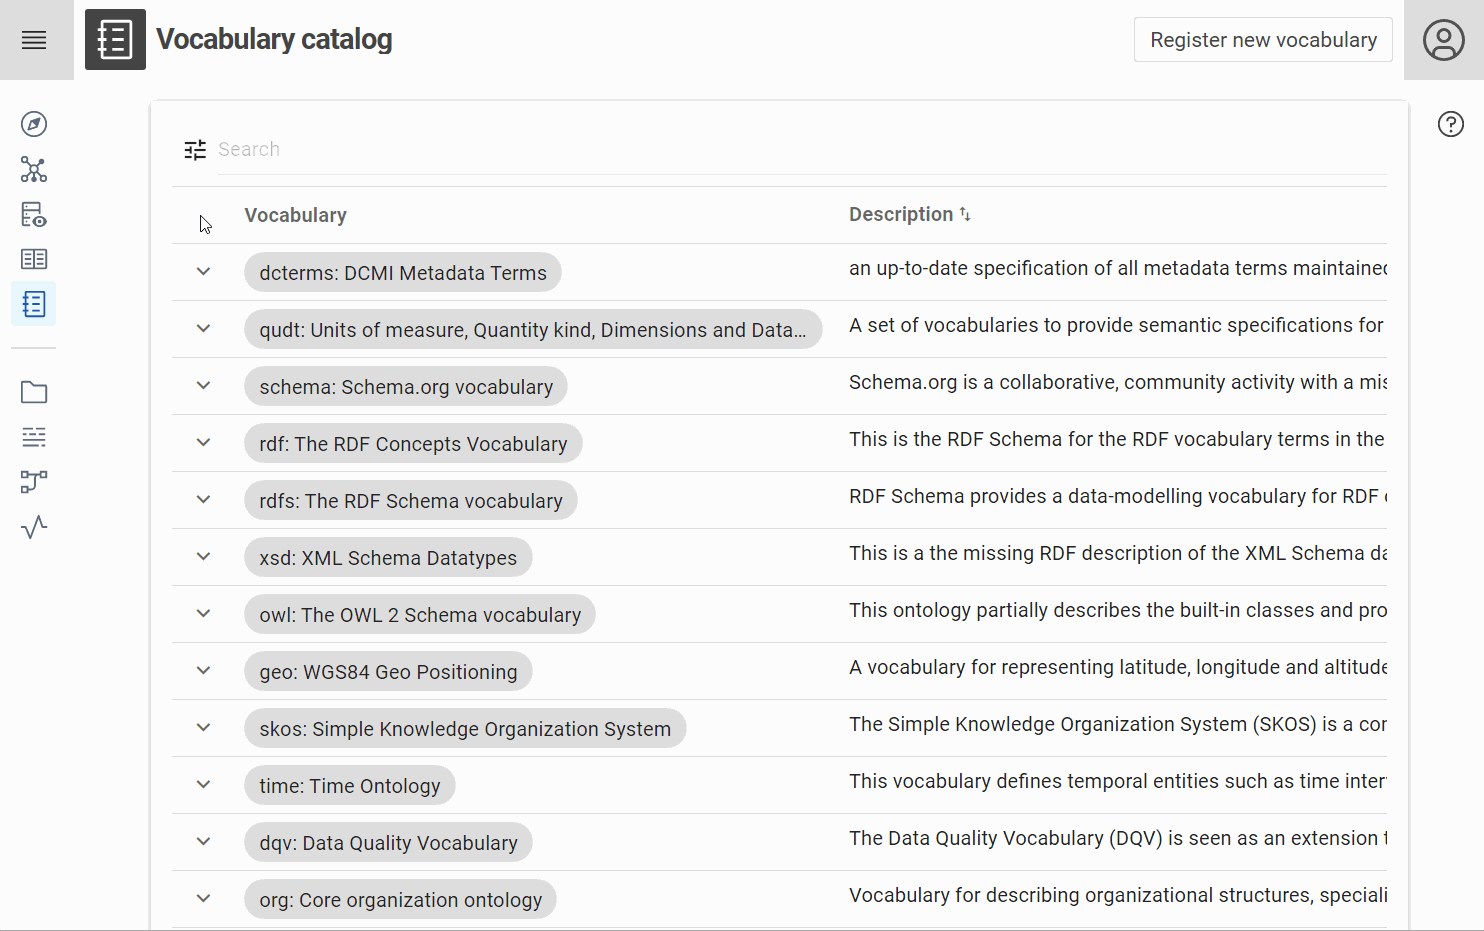 Vocabulary catalog
Register new vocabulary
Search
Vocabulary Description
dcterms: DCMI Metadata Terms an up-to-date specification of all metadata terms maintained
qudt: Units of measure, Quantity kind, Dimensions and Data... A set of vocabularies to provide semantic specifications for
schema: Schema.org vocabulary Schema.org is a collaborative, community activity with a mis
rdf: The RDF Concepts Vocabulary This is the RDF Schema for the RDF vocabulary terms in the
rdfs: The RDF Schema vocabulary RDF Schema provides a data-modelling vocabulary for RDF
xsd: XML Schema Datatypes This is a the missing RDF description of the XML Schema da
owl: The OWL 2 Schema vocabulary This ontology partially describes the built-in classes and pro
geo: WGS84 Geo Positioning A vocabulary for representing latitude, longitude and altitude
skos: Simple Knowledge Organization System The Simple Knowledge Organization System (SKOS) is a co
time: Time Ontology This vocabulary defines temporal entities such as time inter
dqv: Data Quality Vocabulary The Data Quality Vocabulary (DQV) is seen as an extension
org: Core organization ontology Vocabulary for describing organizational structures, speciali